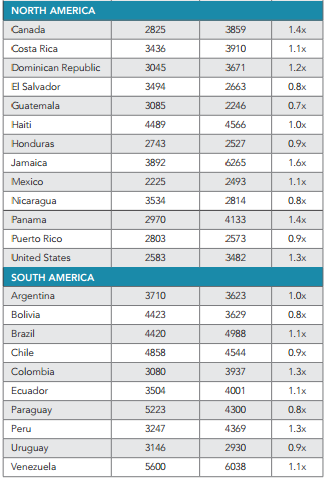 NORTH AMERICA
Canada 2825 3859 1.4x
Costa Rica 3436 3910 1.1x
Dominican Republic 3045 3671 1.2x
El Salvador 3494 2663 0.8x
Guatemala 3085 2246 0.7x
Haiti 4489 4566 1.0x
Honduras 2743 2527 0.9x
Jamaica 3892 6265 1.6x
Mexico 2225 2493 1.1x
Nicaragua 3534 2814 0.8x
Panama 2970 4133 1.4x
Puerto Rico 2803 2573 0.9x
United States 2583 3482 1.3x
SOUTH AMERICA
Argentina 3710 3623 1.0x
Bolivia 4423 3629 0.8x
Brazil 4420 4988 1.1x
Chile 4858 4544 0.9x
Colombia 3080 3937 1.3x
Ecuador 3504 4001 1.1x
Paraguay 5223 4300 0.8x
Peru 3247 4369 1.3x
Uruguay 3146 2930 0.9x
Venezuela 5600 6038 1.1x